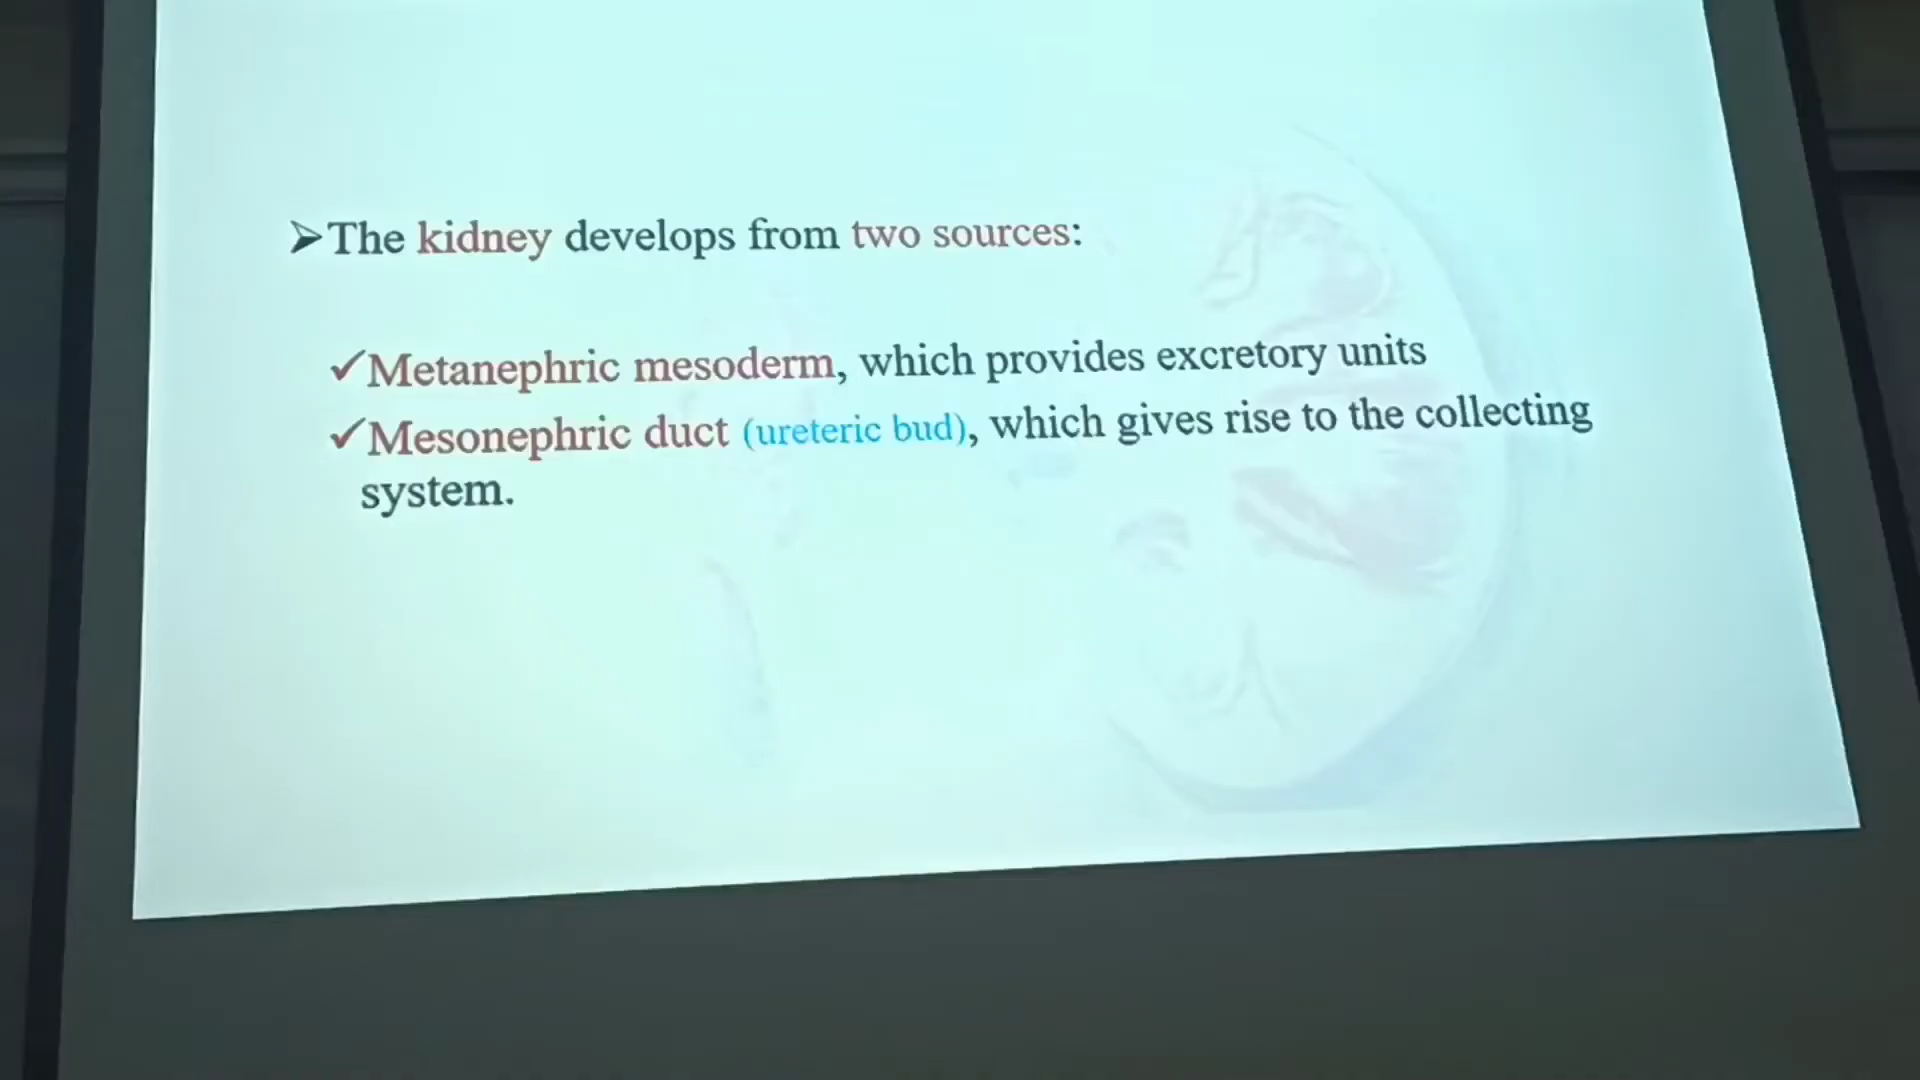 ➢The kidney develops from two sources:
✓Metanephric mesoderm, which provides excretory units
✓Mesonephric duct (ureteric bud), which gives rise to the collecting
system.